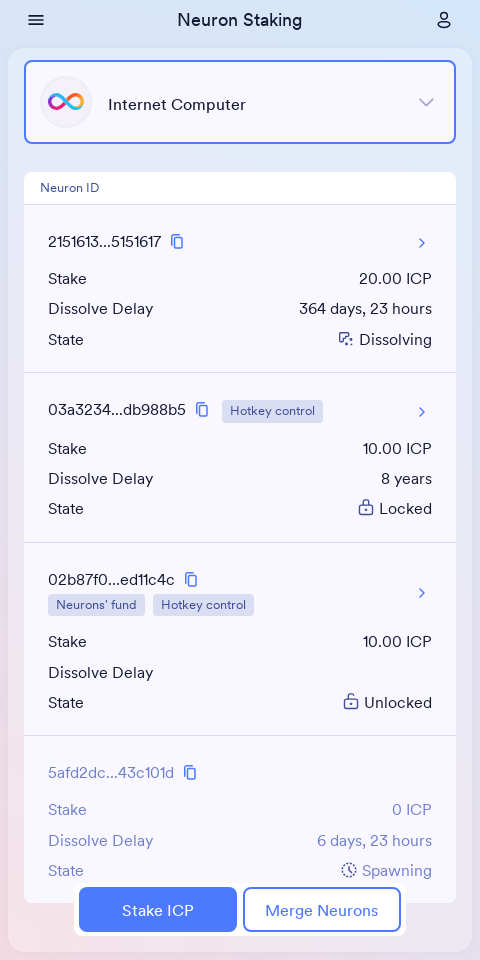 Neuron Staking
Internet Computer
Neuron ID
2151613...5151617
Stake 20.00 ICP
Dissolve Delay 364 days, 23 hours
State Dissolving
03a3234...db988b5 Hotkey control
Stake 10.00 ICP
Dissolve Delay 8 years
State Locked
02b87f0...ed11c4c
Neurons' fund Hotkey control
Stake 10.00 ICP
Dissolve Delay
State Unlocked
5afd2dc...43c101d
Stake 0 ICP
Dissolve Delay 6 days, 23 hours
State Spawning
Stake ICP Merge Neurons